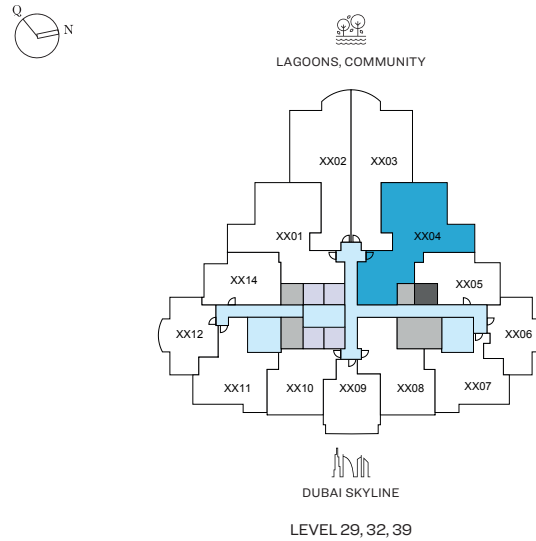 Q
N
LAGOONS, COMMUNITY
XX02 XX03
XX01 XX04
XX14 XX05
XX12 XX06
XX11 XX10 XX09 XX08 XX07
DUBAI SKYLINE
LEVEL 29, 32, 39